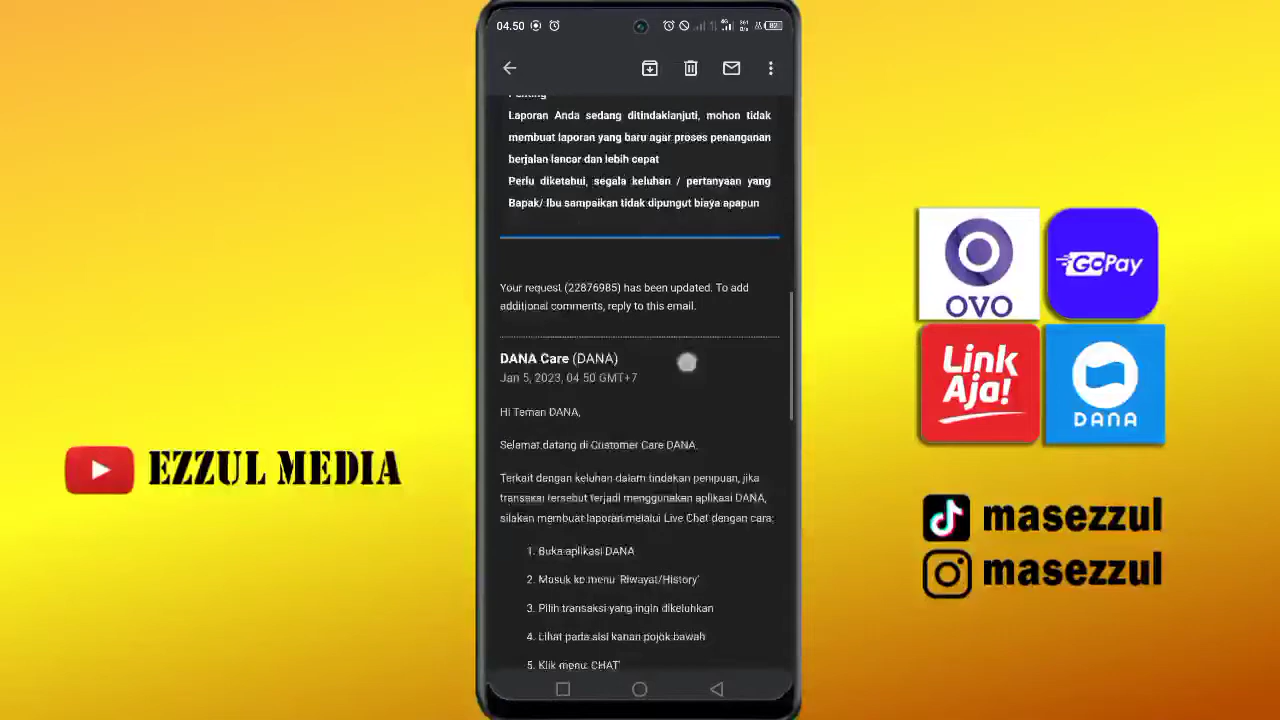 04.50
Penting
Laporan Anda sedang ditindaklanjuti, mohon tidak
membuat laporan yang baru agar proses penanganan
berjalan lancar dan lebih cepat
Perlu diketahui, segala keluhan / pertanyaan yang
Bapak/ Ibu sampaikan tidak dipungut biaya apapun
Your request (22876985) has been updated. To add
additional comments, reply to this email.
DANA Care (DANA)
Jan 5, 2023, 04.50 GMT+7
Hi Teman DANA,
Selamat datang di Customer Care DANA.
Terkait dengan keluhan dalam tindakan penipuan, jika
transaksi tersebut terjadi menggunakan aplikasi DANA,
silakan membuat laporan melalui Live Chat dengan cara:
1. Buka aplikasi DANA
2. Masuk ke menu 'Riwayat/History'
3. Pilih transaksi yang ingin dikeluhkan
4. Lihat pada sisi kanan pojok bawah
5. Klik menu 'CHAT'
EZZUL MEDIA
OVO
GoPay
Link
Aja!
DANA
masezzul
masezzul